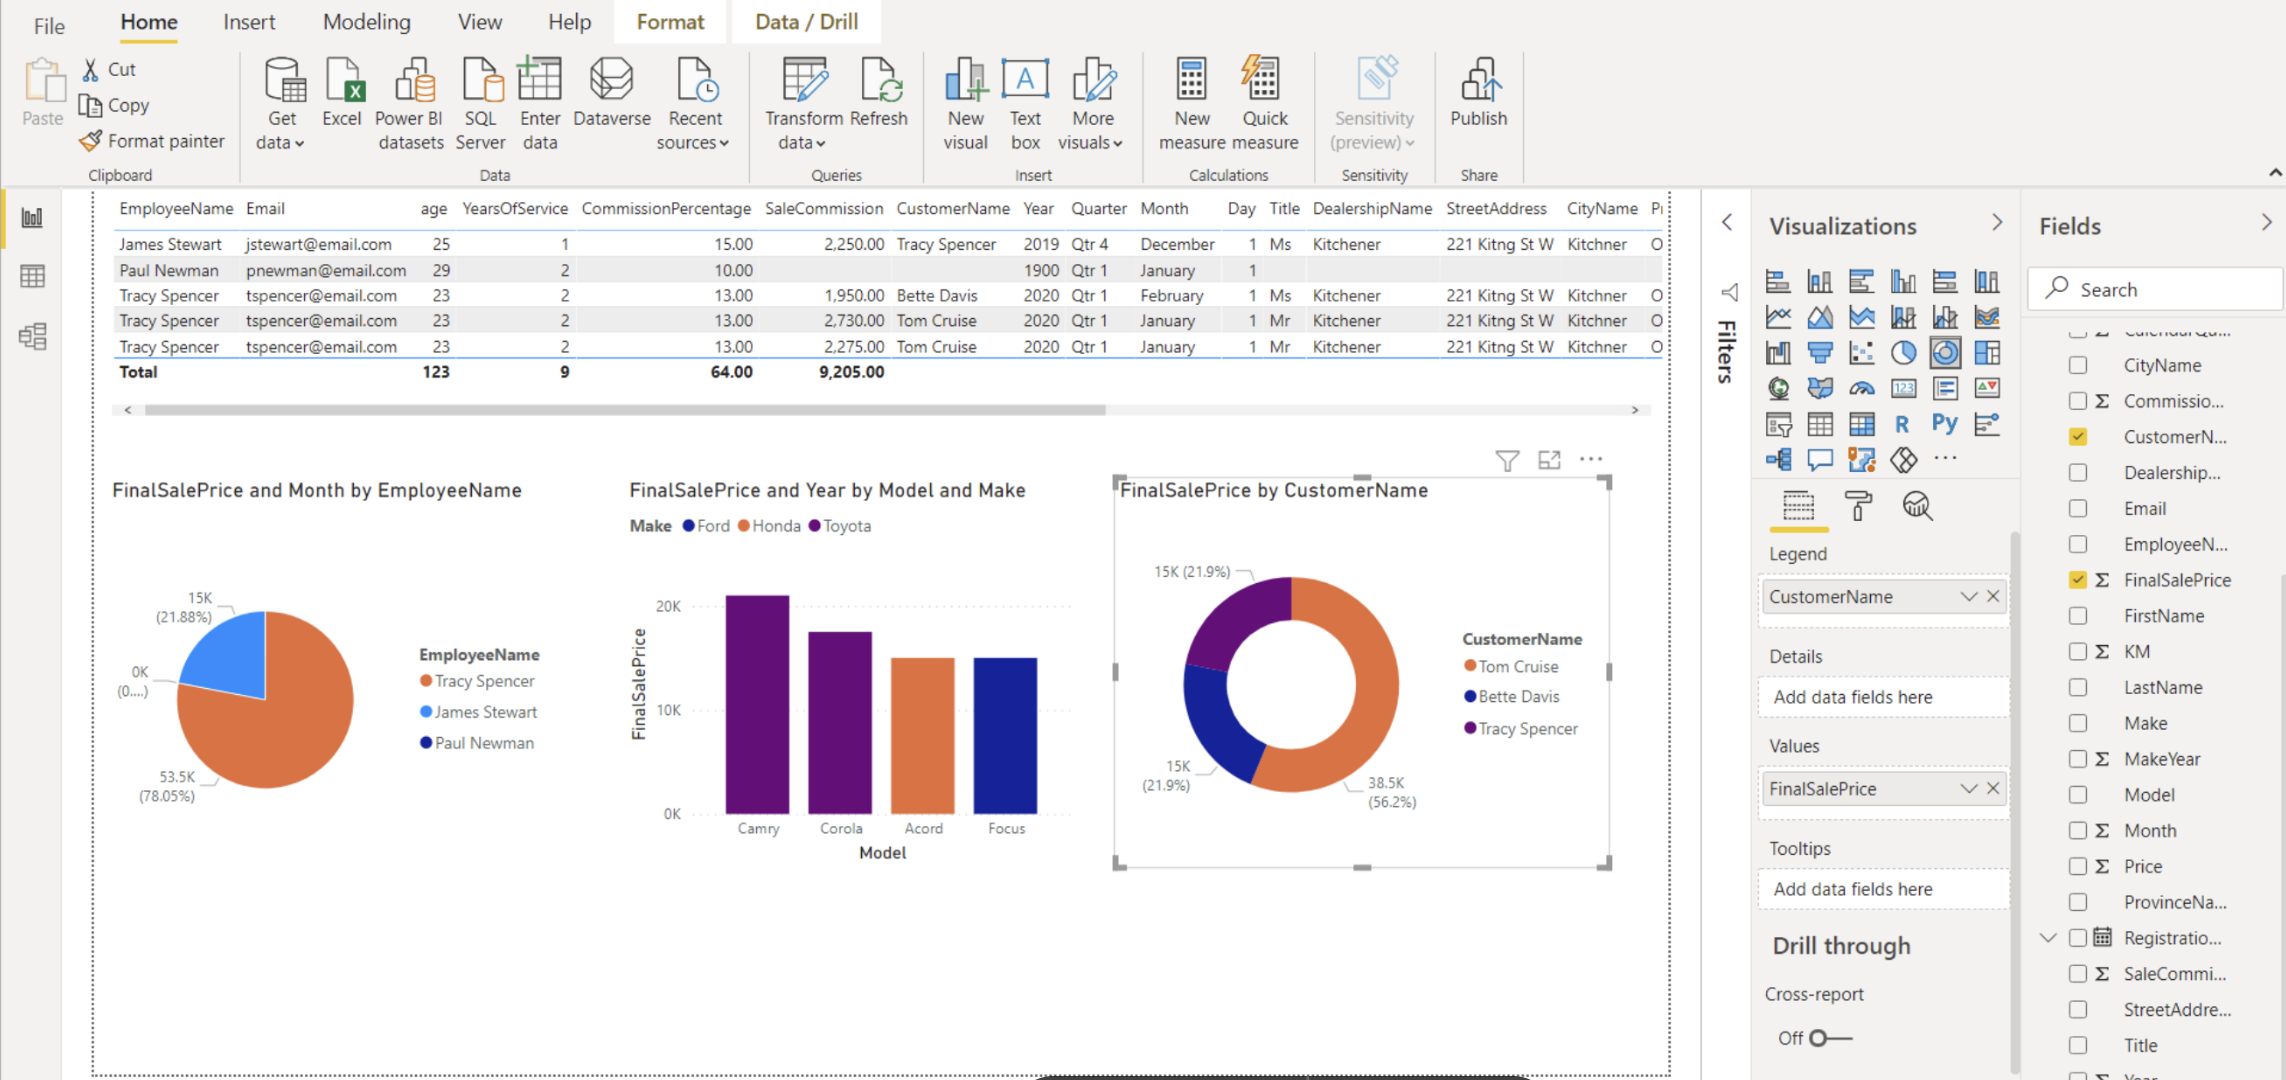 File Home Insert Modeling View Help Format Data / Drill
Paste
Cut
Copy
Format painter
Get data
Excel
Power BI datasets
SQL Server
Enter data
Dataverse
Recent sources
Transform data
Refresh
New visual
Text box
More visuals
New measure
Quick measure
Sensitivity (preview)
Publish
Clipboard Data Queries Insert Calculations Sensitivity Share
EmployeeName Email age YearsOfService CommissionPercentage SaleCommission CustomerName Year Quarter Month Day Title DealershipName StreetAddress CityName
James Stewart jstewart@email.com 25 1 15.00 2,250.00 Tracy Spencer 2019 Qtr 4 December 1 Ms Kitchener 221 Kitng St W Kitchner O
Paul Newman pnewman@email.com 29 2 10.00 1900 Qtr 1 January 1
Tracy Spencer tspencer@email.com 23 2 13.00 1,950.00 Bette Davis 2020 Qtr 1 February 1 Ms Kitchener 221 Kitng St W Kitchner O
Tracy Spencer tspencer@email.com 23 2 13.00 2,730.00 Tom Cruise 2020 Qtr 1 January 1 Mr Kitchener 221 Kitng St W Kitchner O
Tracy Spencer tspencer@email.com 23 2 13.00 2,275.00 Tom Cruise 2020 Qtr 1 January 1 Mr Kitchener 221 Kitng St W Kitchner O
Total 123 9 64.00 9,205.00
FinalSalePrice and Month by EmployeeName
15K
(21.88%)
0K
(0....)
53.5K
(78.05%)
EmployeeName
Tracy Spencer
James Stewart
Paul Newman
FinalSalePrice and Year by Model and Make
Make Ford Honda Toyota
FinalSalePrice
20K
10K
0K
Camry Corola Acord Focus
Model
FinalSalePrice by CustomerName
15K (21.9%)
15K
(21.9%)
38.5K
(56.2%)
CustomerName
Tom Cruise
Bette Davis
Tracy Spencer
Filters
Visualizations
123
R
Py
Legend
CustomerName
Details
Add data fields here
Values
FinalSalePrice
Tooltips
Add data fields here
Drill through
Cross-report
Off
Fields
Search
CityName
Commissio...
CustomerN...
Dealership...
Email
EmployeeN...
FinalSalePrice
FirstName
KM
LastName
Make
MakeYear
Model
Month
Price
ProvinceNa...
Registratio...
SaleCommi...
StreetAddre...
Title